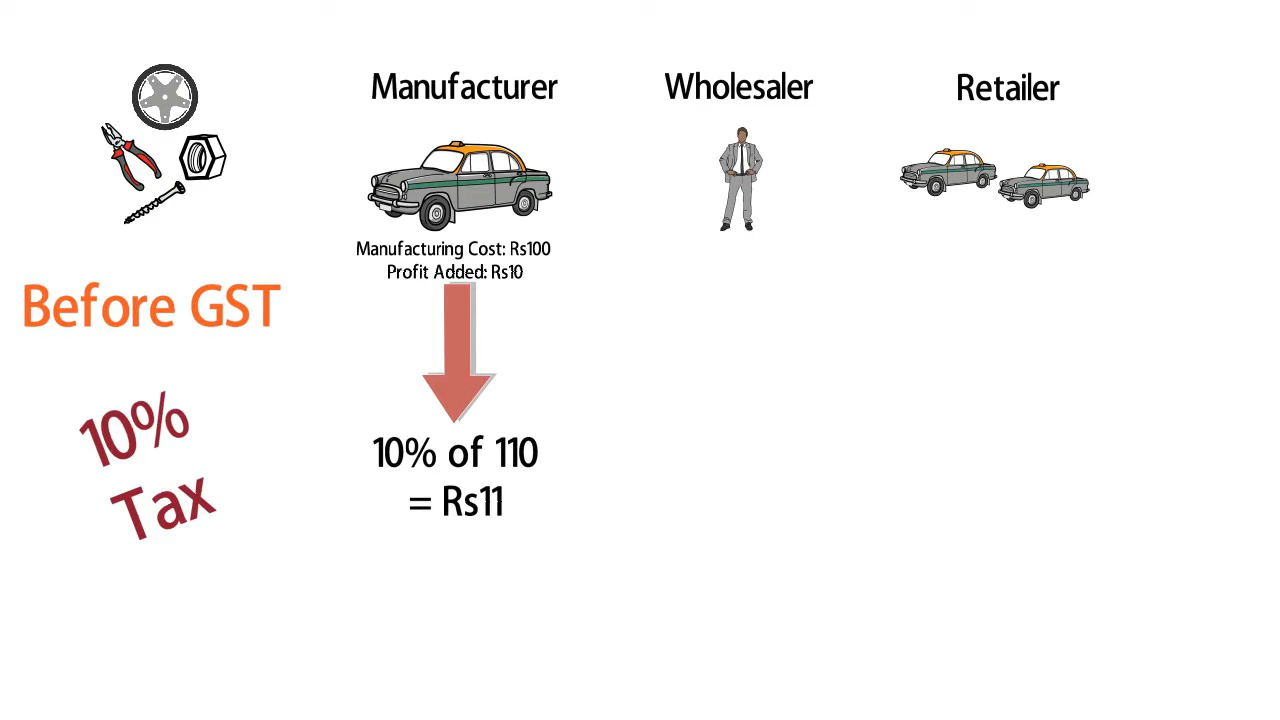 Manufacturer
Wholesaler
Retailer
Manufacturing Cost: Rs100
Profit Added: Rs10
Before GST
10%
Tax
10% of 110
= Rs11